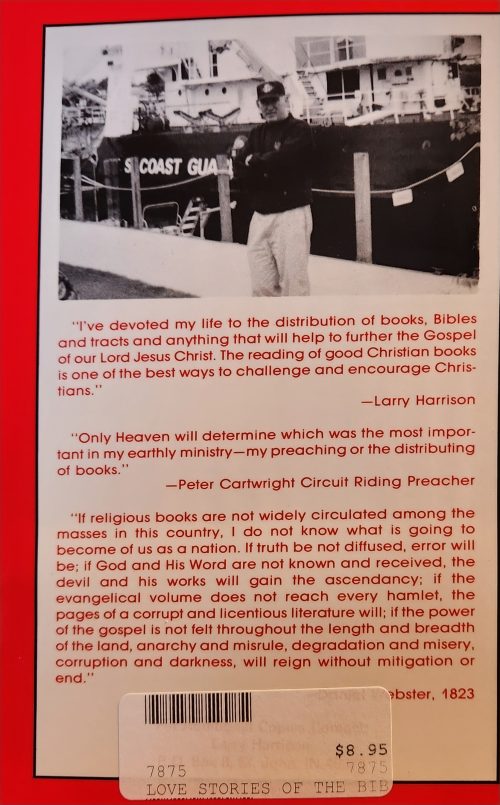 S. COAST GUA
"I've devoted my life to the distribution of books, Bibles
and tracts and anything that will help to further the Gospel
of our Lord Jesus Christ. The reading of good Christian books
is one of the best ways to challenge and encourage Chris-
tians."
—Larry Harrison
"Only Heaven will determine which was the most impor-
tant in my earthly ministry—my preaching or the distributing
of books."
—Peter Cartwright Circuit Riding Preacher
"If religious books are not widely circulated among the
masses in this country, I do not know what is going to
become of us as a nation. If truth be not diffused, error will
be; if God and His Word are not known and received, the
devil and his works will gain the ascendancy; if the
evangelical volume does not reach every hamlet, the
pages of a corrupt and licentious literature will; if the power
of the gospel is not felt throughout the length and breadth
of the land, anarchy and misrule, degradation and misery,
corruption and darkness, will reign without mitigation or
end."
—Daniel Webster, 1823
Larry Harrison
$8.95
7875 7875
LOVE STORIES OF THE BIB